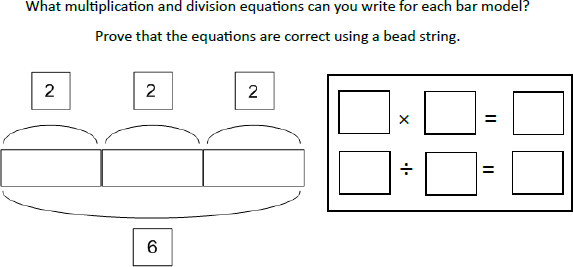 What multiplication and division equations can you write for each bar model?
Prove that the equations are correct using a bead string.
2 2 2
6
× =
÷ =